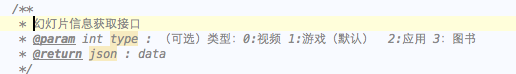 /**
* 幻灯片信息获取接口
* @param int type : （可选）类型：0:视频 1:游戏（默认） 2:应用 3：图书
* @return json : data
*/